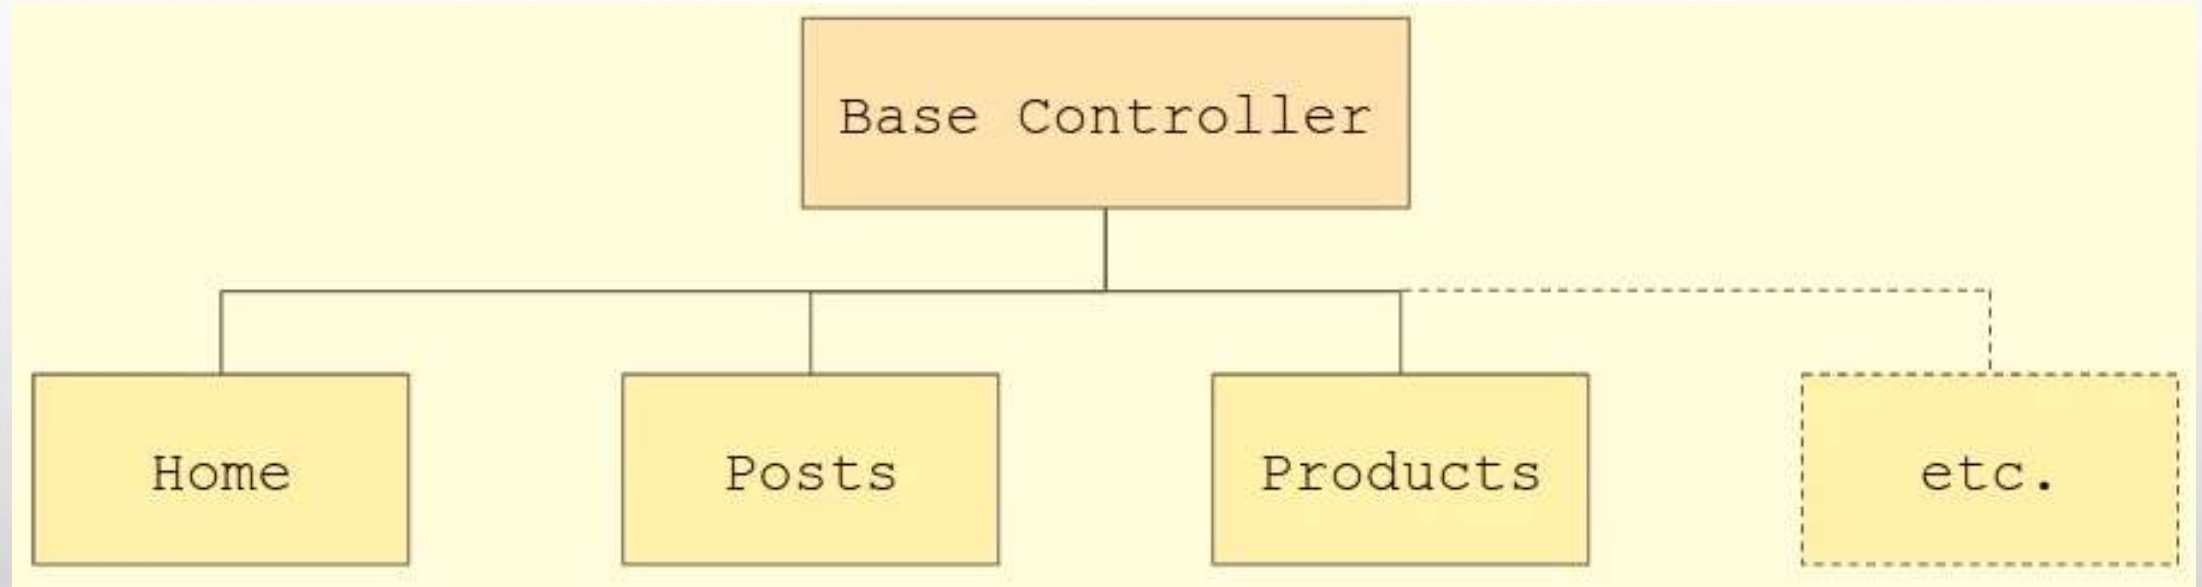 Base Controller
Home
Posts
Products
etc.